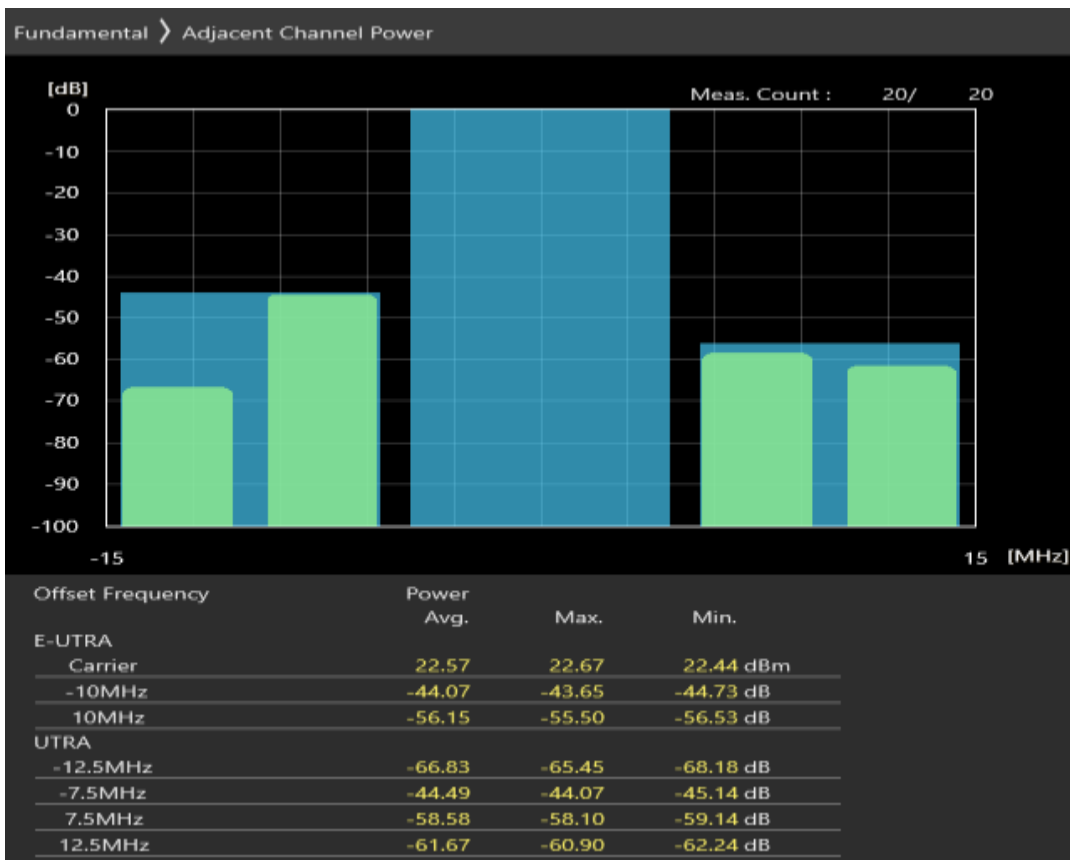 Fundamental ❯ Adjacent Channel Power
[dB]
Meas. Count : 20/ 20
0
-10
-20
-30
-40
-50
-60
-70
-80
-90
-100
-15 15 [MHz]
Offset Frequency Power
Avg. Max. Min.
E-UTRA
Carrier 22.57 22.67 22.44 dBm
-10MHz -44.07 -43.65 -44.73 dB
10MHz -56.15 -55.50 -56.53 dB
UTRA
-12.5MHz -66.83 -65.45 -68.18 dB
-7.5MHz -44.49 -44.07 -45.14 dB
7.5MHz -58.58 -58.10 -59.14 dB
12.5MHz -61.67 -60.90 -62.24 dB